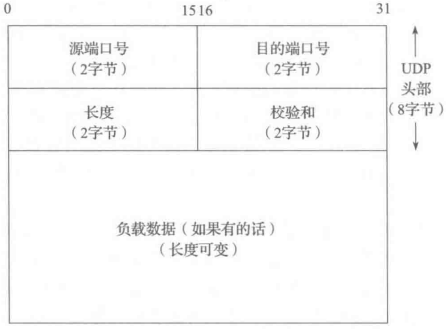 0 15 16 31
源端口号 目的端口号
（2字节） （2字节）
UDP
头部
（8字节）
长度 校验和
（2字节） （2字节）
负载数据（如果有的话）
（长度可变）